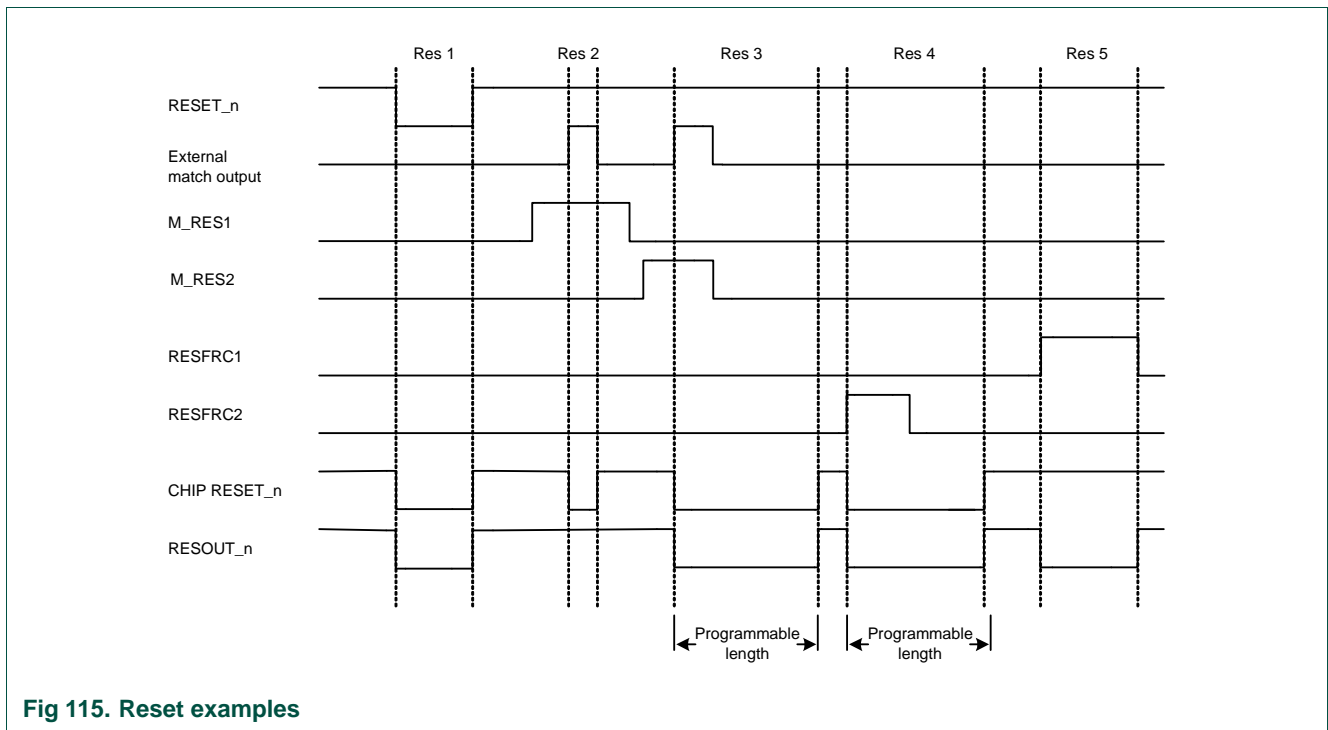 Res 1
Res 2
Res 3
Res 4
Res 5
RESET_n
External
match output
M_RES1
M_RES2
RESFRC1
RESFRC2
CHIP RESET_n
RESOUT_n
Programmable
length
Programmable
length
Fig 115. Reset examples